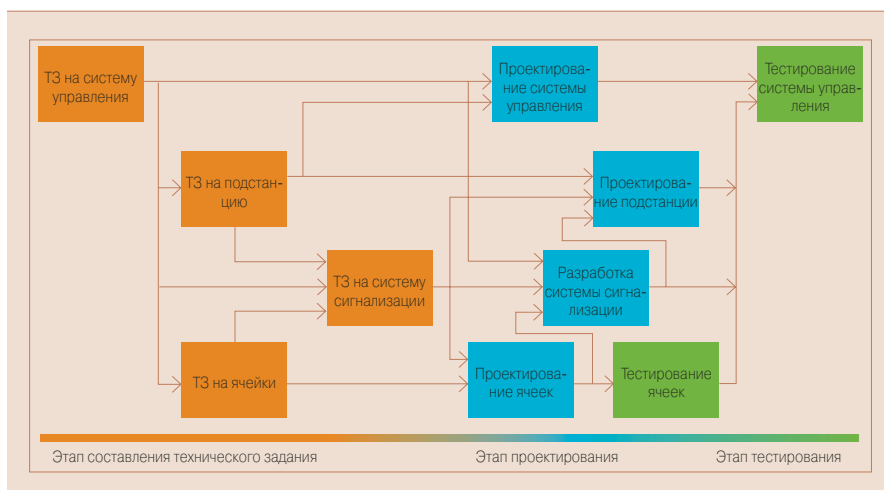 ТЗ на систему
управления
Проектирова-
ние системы
управления
Тестирование
системы управ-
ления
ТЗ на подстан-
цию
Проектирова-
ние подстанции
ТЗ на систему
сигнализации
Разработка
системы сигна-
лизации
ТЗ на ячейки
Проектирова-
ние ячеек
Тестирование
ячеек
Этап составления технического задания
Этап проектирования
Этап тестирования